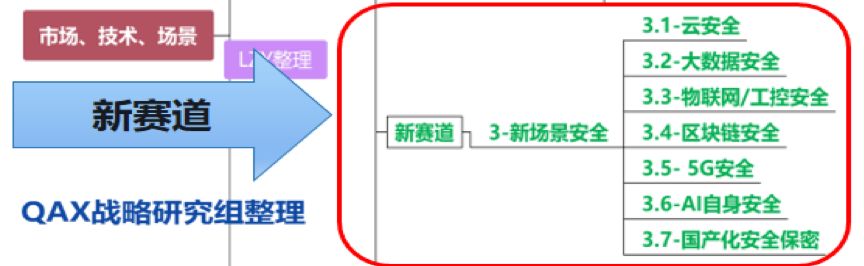 市场、技术、场景
整理
新赛道
QAX战略研究组整理
新赛道
3-新场景安全
3.1-云安全
3.2-大数据安全
3.3-物联网/工控安全
3.4-区块链安全
3.5- 5G安全
3.6-AI自身安全
3.7-国产化安全保密